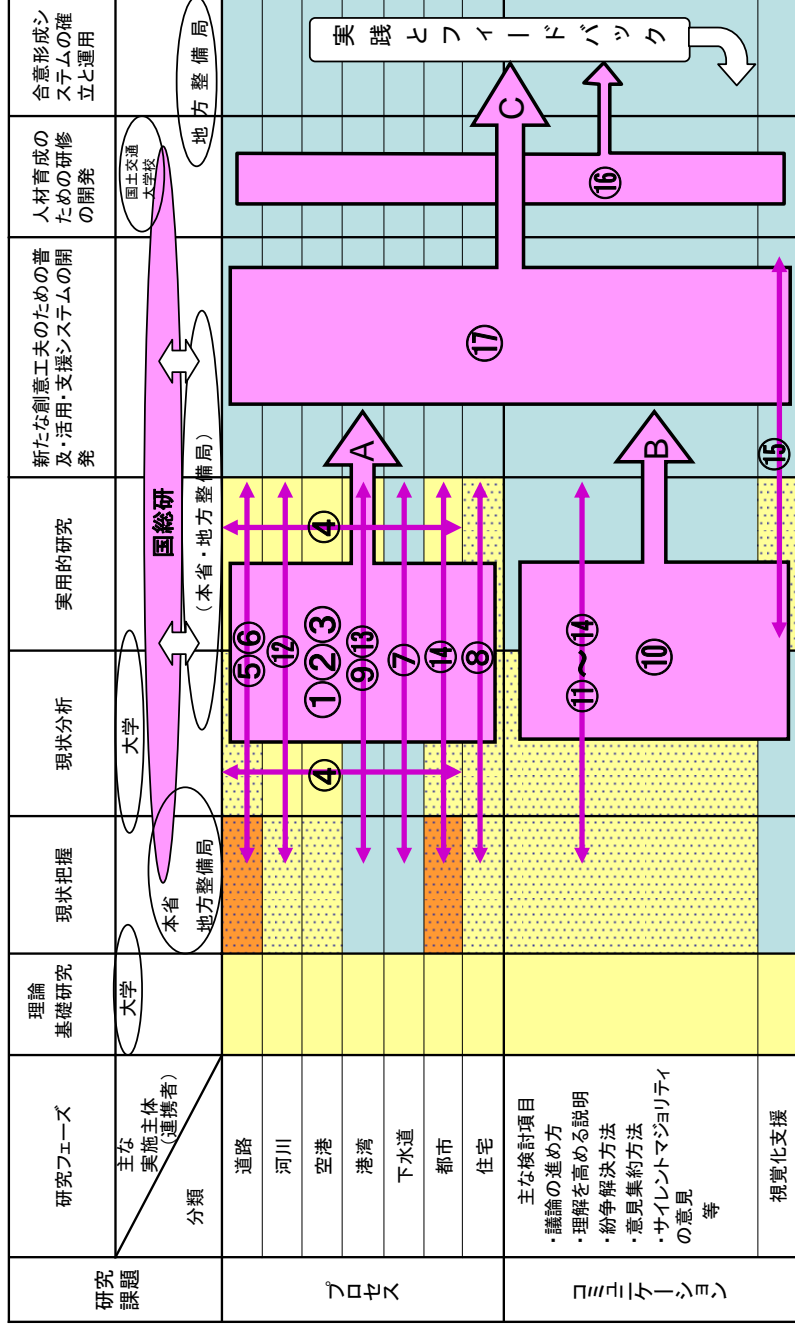 研究
課題
研究フェーズ
理論
基礎研究
現状把握
現状分析
実用的研究
新たな創意工夫のための普
及・活用・支援システムの開
発
人材育成の
ための研修
の開発
合意形成シ
ステムの確
立と運用
主な
実施主体
(連携者)
分類
大学
本省
地方整備局
大学
国総研
(本省・地方整備局)
国土交通
大学校
地方整備局
プロセス
道路
河川
空港
港湾
下水道
都市
住宅
⑤⑥
⑫
①②③
⑨⑬
⑦
⑭
⑧
④
④
A
コミュニケーション
主な検討項目
・議論の進め方
・理解を高める説明
・紛争解決方法
・意見集約方法
・サイレントマジョリティ
の意見
等
視覚化支援
⑪~⑭
⑩
B
⑮
⑰
⑯
C
実践とフィードバック